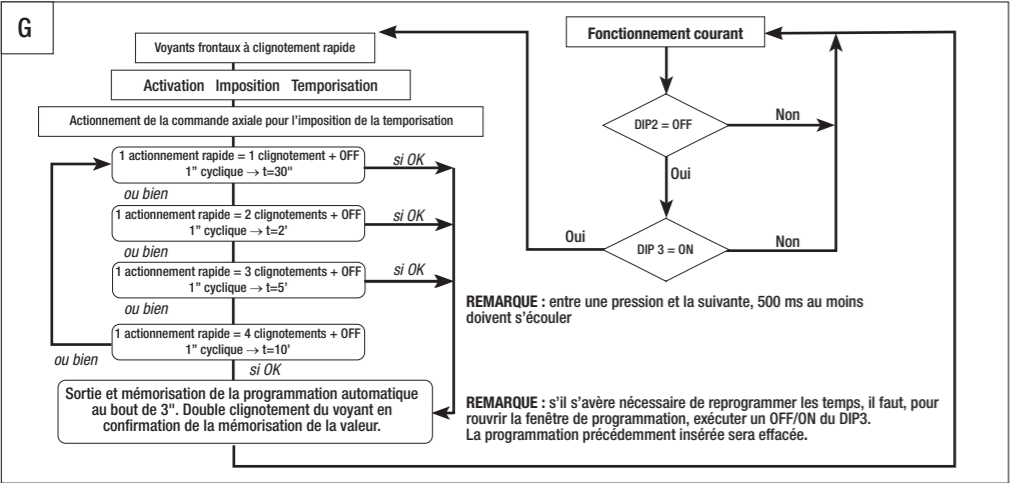 G
Voyants frontaux à clignotement rapide
Activation Imposition Temporisation
Actionnement de la commande axiale pour l'imposition de la temporisation
1 actionnement rapide = 1 clignotement + OFF
1" cyclique → t=30"
si OK
ou bien
1 actionnement rapide = 2 clignotements + OFF
1" cyclique → t=2'
si OK
ou bien
1 actionnement rapide = 3 clignotements + OFF
1" cyclique → t=5'
si OK
ou bien
1 actionnement rapide = 4 clignotements + OFF
1" cyclique → t=10'
ou bien
si OK
Sortie et mémorisation de la programmation automatique
au bout de 3". Double clignotement du voyant en
confirmation de la mémorisation de la valeur.
Fonctionnement courant
DIP2 = OFF
Non
Oui
DIP 3 = ON
Oui
Non
REMARQUE : entre une pression et la suivante, 500 ms au moins
doivent s'écouler
REMARQUE : s'il s'avère nécessaire de reprogrammer les temps, il faut, pour
rouvrir la fenêtre de programmation, exécuter un OFF/ON du DIP3.
La programmation précédemment insérée sera effacée.